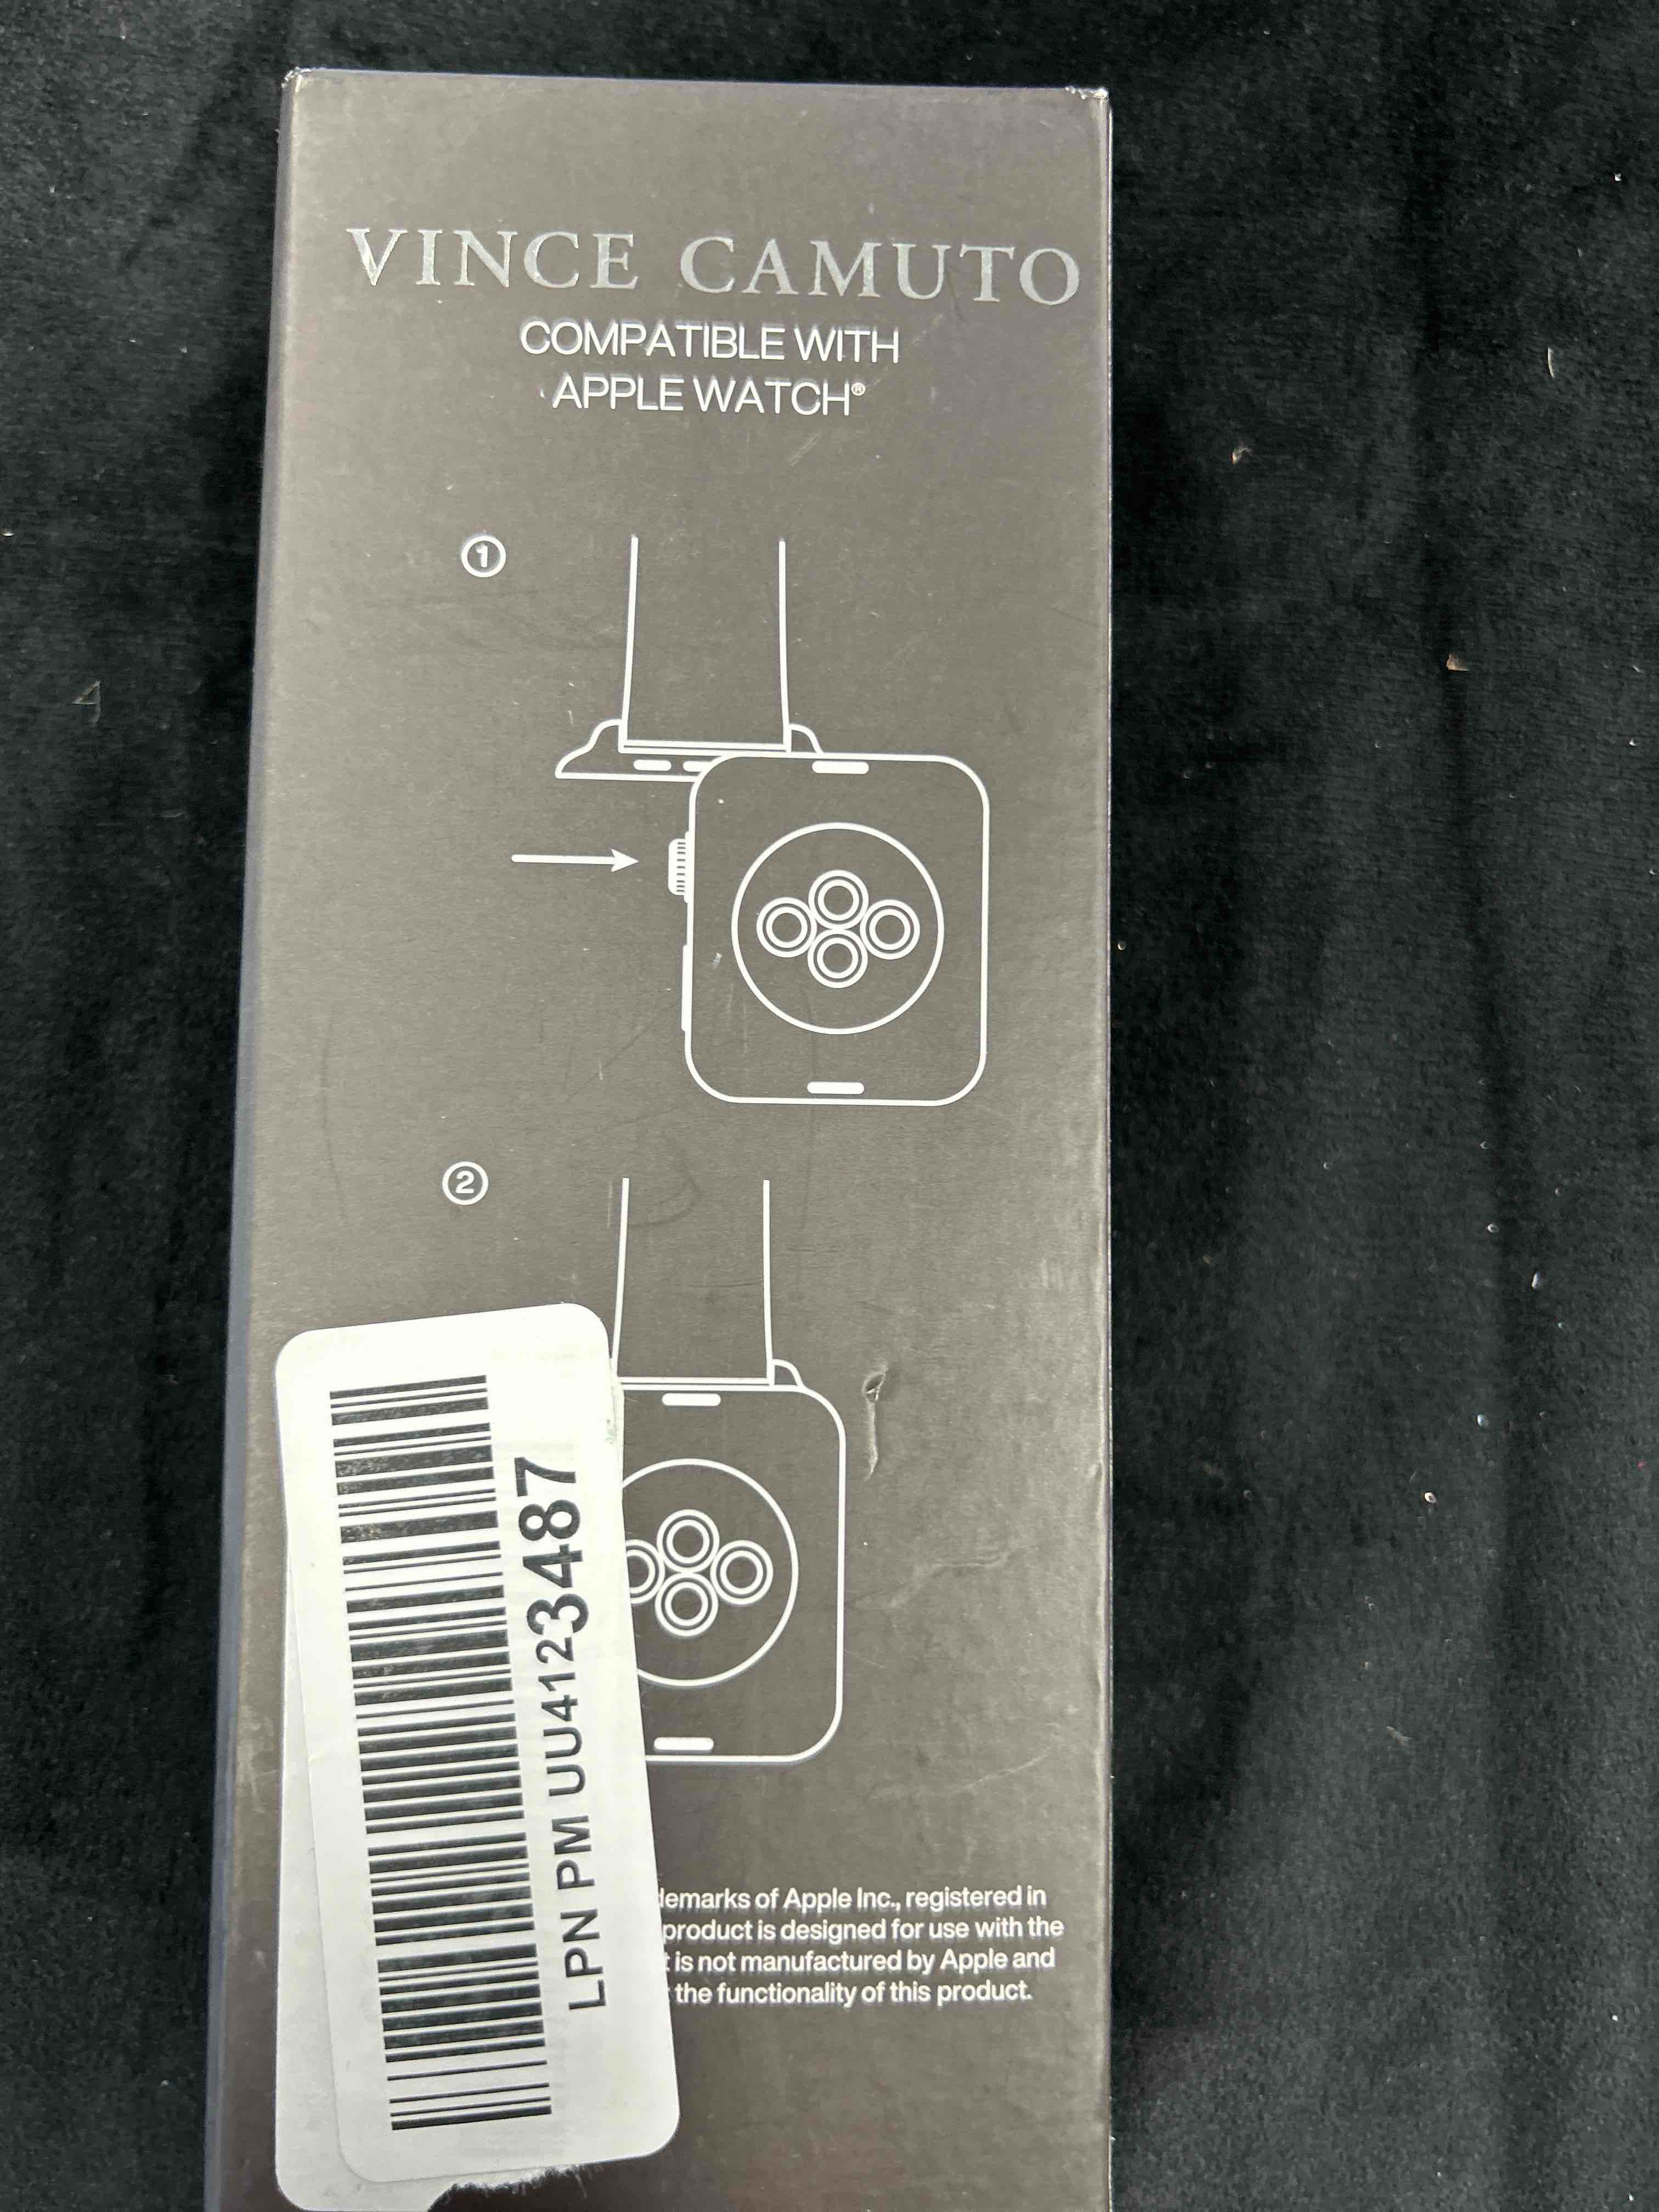 VINCE CAMUTO
COMPATIBLE WITH
APPLE WATCH®
1
2
LPN PM UU4123487
of Apple Inc., registered in
product is designed for use with the
is not manufactured by Apple and
the functionality of this product.